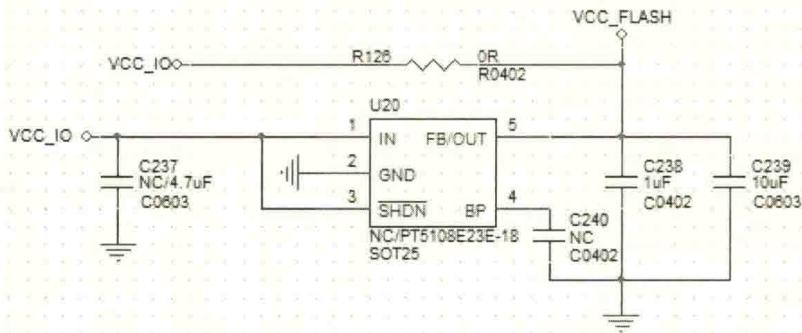 VCC_FLASH
VCC_IO
R126
0R
R0402
U20
VCC_IO
1
IN
FB/OUT
5
C237
NC/4.7uF
C0603
2
GND
C238
1uF
C0402
C239
10uF
C0603
3
SHDN
BP
4
C240
NC
C0402
NC/PT5108E23E-18
SOT25